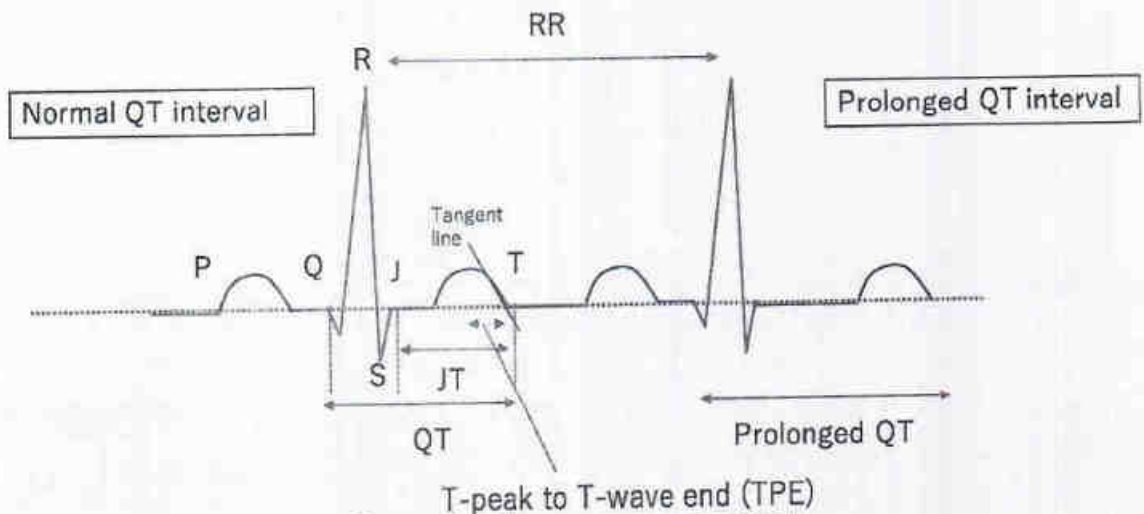 RR
R
Normal QT interval
Prolonged QT interval
Tangent
line
P
Q
J
T
S
JT
QT
Prolonged QT
T-peak to T-wave end (TPE)